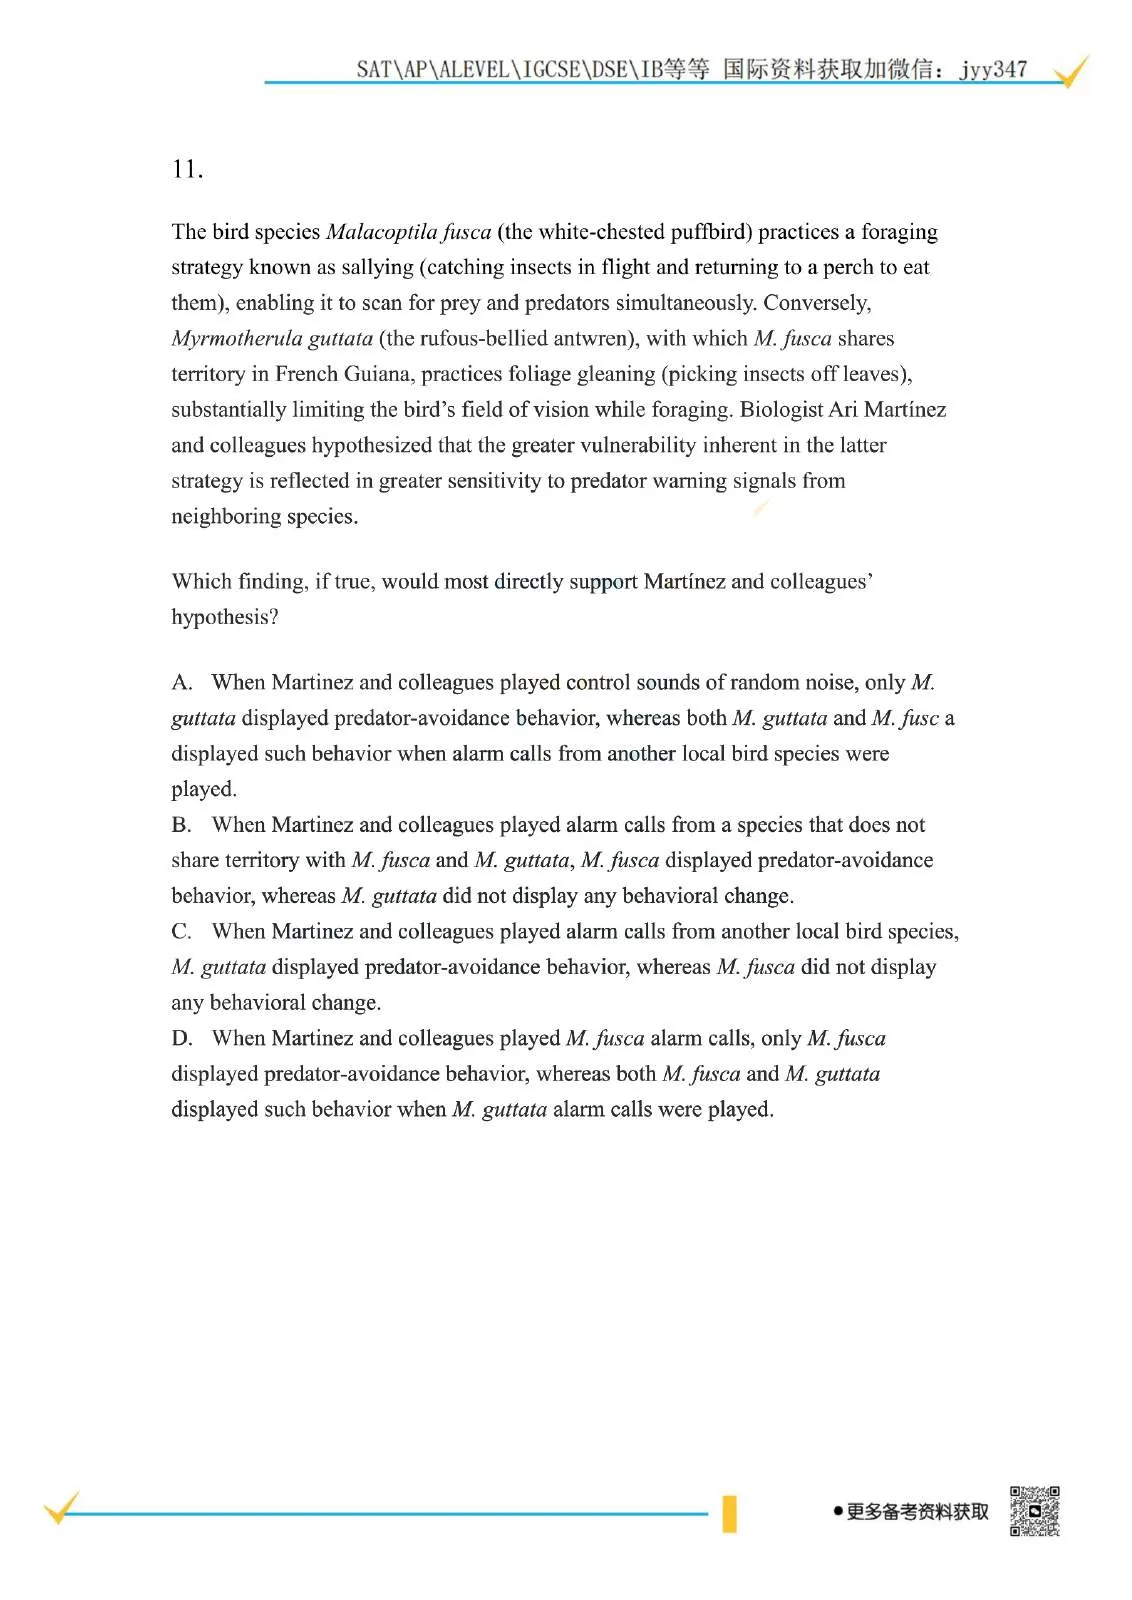 SAT\AP\ALEVEL\IGCSE\DSE\IB等等 国际资料获取加微信：jyy347
11.
The bird species Malacoptila fusca (the white-chested puffbird) practices a foraging
strategy known as sallying (catching insects in flight and returning to a perch to eat
them), enabling it to scan for prey and predators simultaneously. Conversely,
Myrmotherula guttata (the rufous-bellied antwren), with which M. fusca shares
territory in French Guiana, practices foliage gleaning (picking insects off leaves),
substantially limiting the bird’s field of vision while foraging. Biologist Ari Martínez
and colleagues hypothesized that the greater vulnerability inherent in the latter
strategy is reflected in greater sensitivity to predator warning signals from
neighboring species.
Which finding, if true, would most directly support Martínez and colleagues’
hypothesis?
A. When Martinez and colleagues played control sounds of random noise, only M.
guttata displayed predator-avoidance behavior, whereas both M. guttata and M. fusc a
displayed such behavior when alarm calls from another local bird species were
played.
B. When Martinez and colleagues played alarm calls from a species that does not
share territory with M. fusca and M. guttata, M. fusca displayed predator-avoidance
behavior, whereas M. guttata did not display any behavioral change.
C. When Martinez and colleagues played alarm calls from another local bird species,
M. guttata displayed predator-avoidance behavior, whereas M. fusca did not display
any behavioral change.
D. When Martinez and colleagues played M. fusca alarm calls, only M. fusca
displayed predator-avoidance behavior, whereas both M. fusca and M. guttata
displayed such behavior when M. guttata alarm calls were played.
●更多备考资料获取